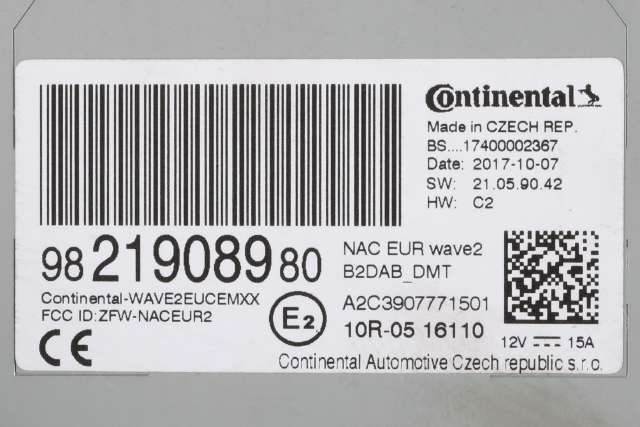 Continental
Made in CZECH REP.
BS....17400002367
Date: 2017-10-07
SW: 21.05.90.42
HW: C2
98 219089 80
NAC EUR wave2
B2DAB_DMT
Continental-WAVE2EUCEMXX
FCC ID:ZFW-NACEUR2
E2
A2C3907771501
10R-05 16110
12V 15A
CE
Continental Automotive Czech republic s.r.o.